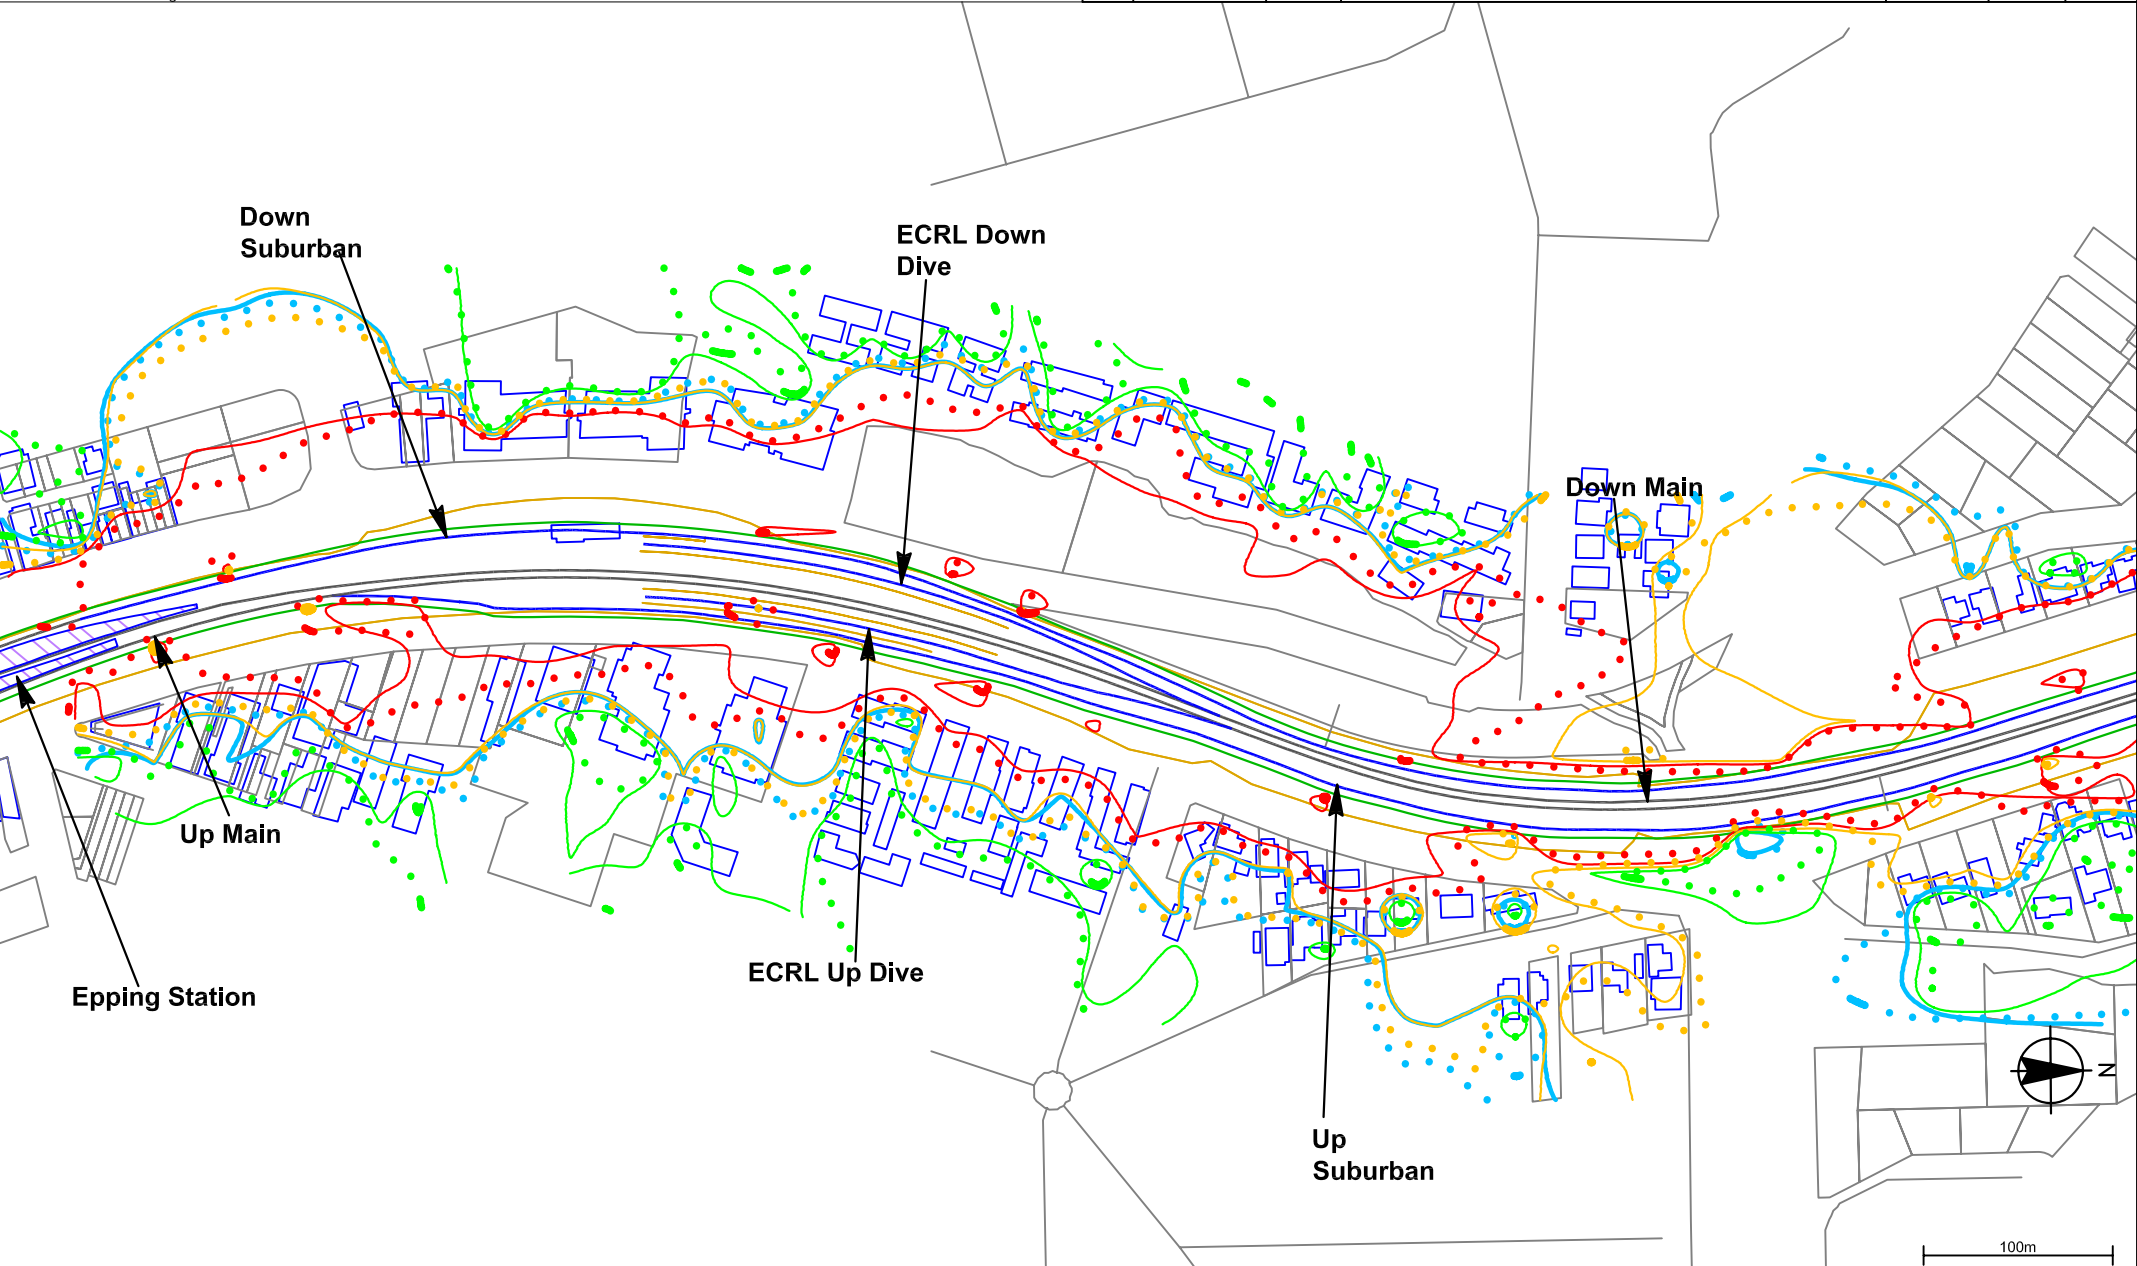 Down
Suburban
ECRL Down
Dive
Down Main
Up Main
ECRL Up Dive
Epping Station
Up
Suburban
N
100m